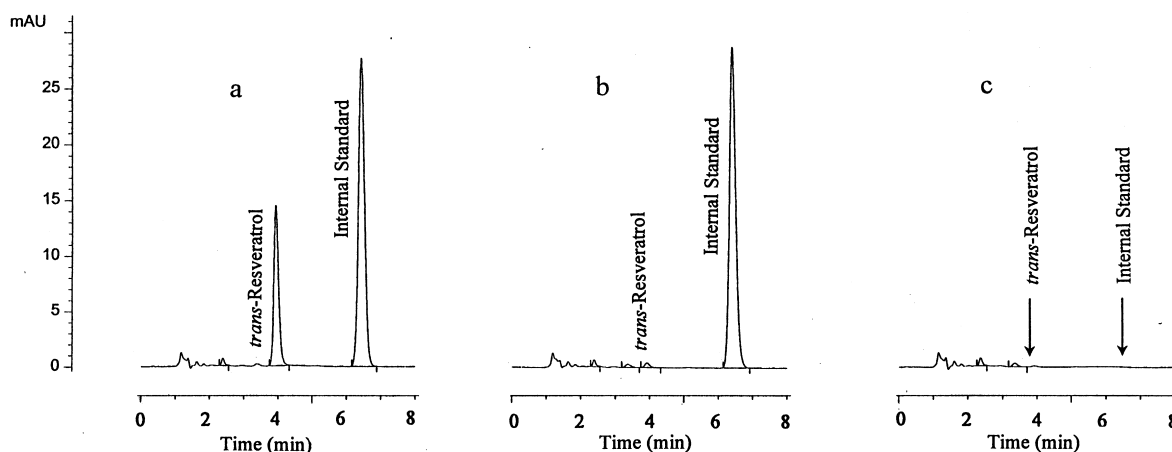 mAU
25
20
15
10
5
0
a
trans-Resveratrol
Internal Standard
0 2 4 6 8
Time (min)
b
trans-Resveratrol
Internal Standard
0 2 4 6 8
Time (min)
c
trans-Resveratrol
Internal Standard
0 2 4 6 8
Time (min)